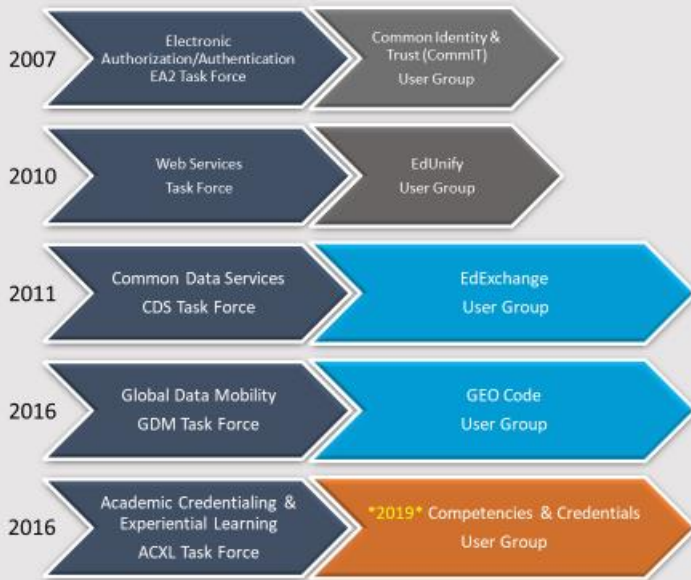 2007
Electronic
Authorization/Authentication
EA2 Task Force
Common Identity &
Trust (CommIT)
User Group
2010
Web Services
Task Force
EdUnify
User Group
2011
Common Data Services
CDS Task Force
EdExchange
User Group
2016
Global Data Mobility
GDM Task Force
GEO Code
User Group
2016
Academic Credentialing &
Experiential Learning
ACXL Task Force
*2019* Competencies & Credentials
User Group